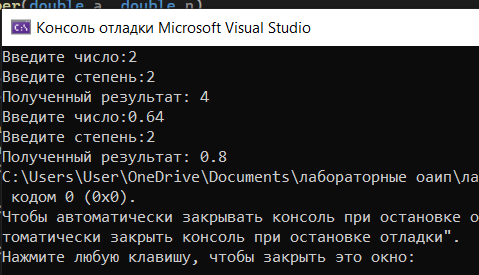 per(double a, double n)
Консоль отладки Microsoft Visual Studio
Введите число:2
Введите степень:2
Полученный результат: 4
Введите число:0.64
Введите степень:2
Полученный результат: 0.8
C:\Users\User\OneDrive\Documents\лабораторные оаип\ла
кодом 0 (0x0).
Чтобы автоматически закрывать консоль при остановке о
томатически закрыть консоль при остановке отладки".
Нажмите любую клавишу, чтобы закрыть это окно: